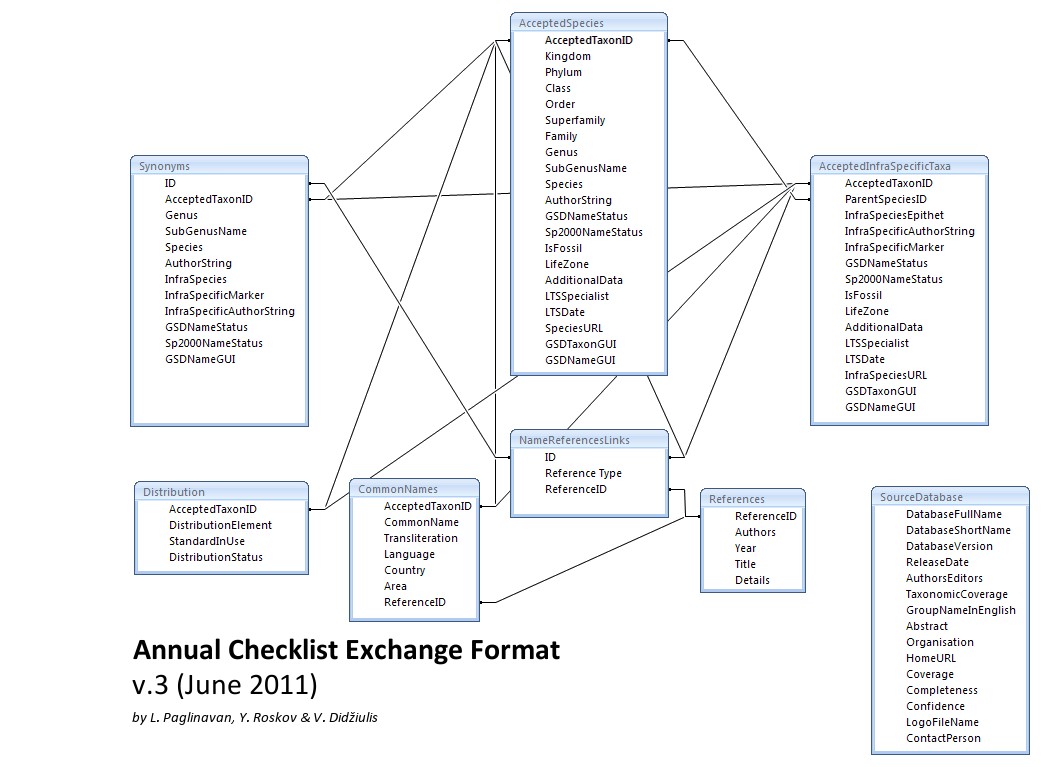 AcceptedSpecies
AcceptedTaxonID
Kingdom
Phylum
Class
Order
Superfamily
Family
Genus
SubGenusName
Species
AuthorString
GSDNameStatus
Sp2000NameStatus
IsFossil
LifeZone
AdditionalData
LTSSpecialist
LTSDate
SpeciesURL
GSDTaxonGUI
GSDNameGUI
Synonyms
ID
AcceptedTaxonID
Genus
SubGenusName
Species
AuthorString
InfraSpecies
InfraSpecificMarker
InfraSpecificAuthorString
GSDNameStatus
Sp2000NameStatus
GSDNameGUI
AcceptedInfraSpecificTaxa
AcceptedTaxonID
ParentSpeciesID
InfraSpeciesEpithet
InfraSpecificAuthorString
InfraSpecificMarker
GSDNameStatus
Sp2000NameStatus
IsFossil
LifeZone
AdditionalData
LTSSpecialist
LTSDate
InfraSpeciesURL
GSDTaxonGUI
GSDNameGUI
NameReferencesLinks
ID
Reference Type
ReferenceID
Distribution
AcceptedTaxonID
DistributionElement
StandardInUse
DistributionStatus
CommonNames
AcceptedTaxonID
CommonName
Transliteration
Language
Country
Area
ReferenceID
References
ReferenceID
Authors
Year
Title
Details
SourceDatabase
DatabaseFullName
DatabaseShortName
DatabaseVersion
ReleaseDate
AuthorsEditors
TaxonomicCoverage
GroupNameInEnglish
Abstract
Organisation
HomeURL
Coverage
Completeness
Confidence
LogoFileName
ContactPerson
Annual Checklist Exchange Format
v.3 (June 2011)
by L. Paglinavan, Y. Roskov & V. Didžiulis